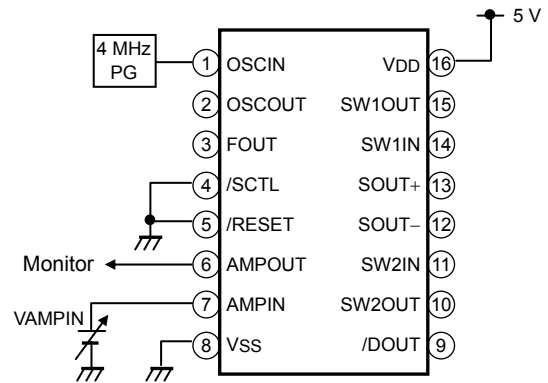 5 V
4 MHz
PG
1 OSCIN VDD 16
2 OSCOUT SW1OUT 15
3 FOUT SW1IN 14
4 /SCTL SOUT+ 13
5 /RESET SOUT− 12
Monitor 6 AMPOUT SW2IN 11
VAMPIN 7 AMPIN SW2OUT 10
8 VSS /DOUT 9